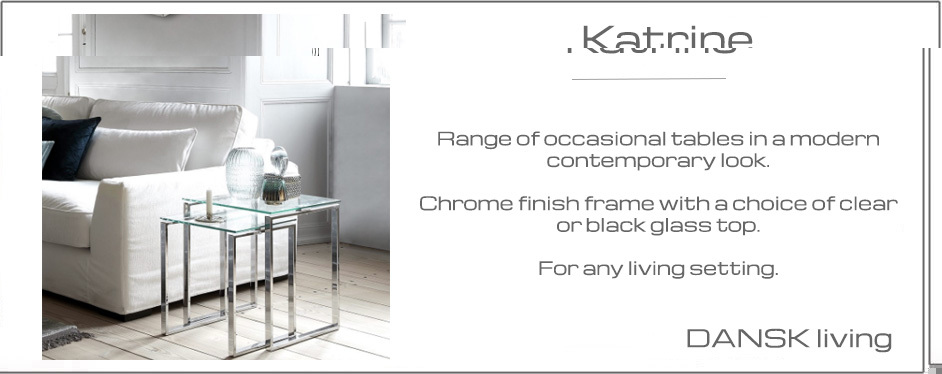 Katrine
Range of occasional tables in a modern
contemporary look.
Chrome finish frame with a choice of clear
or black glass top.
For any living setting.
DANSK living